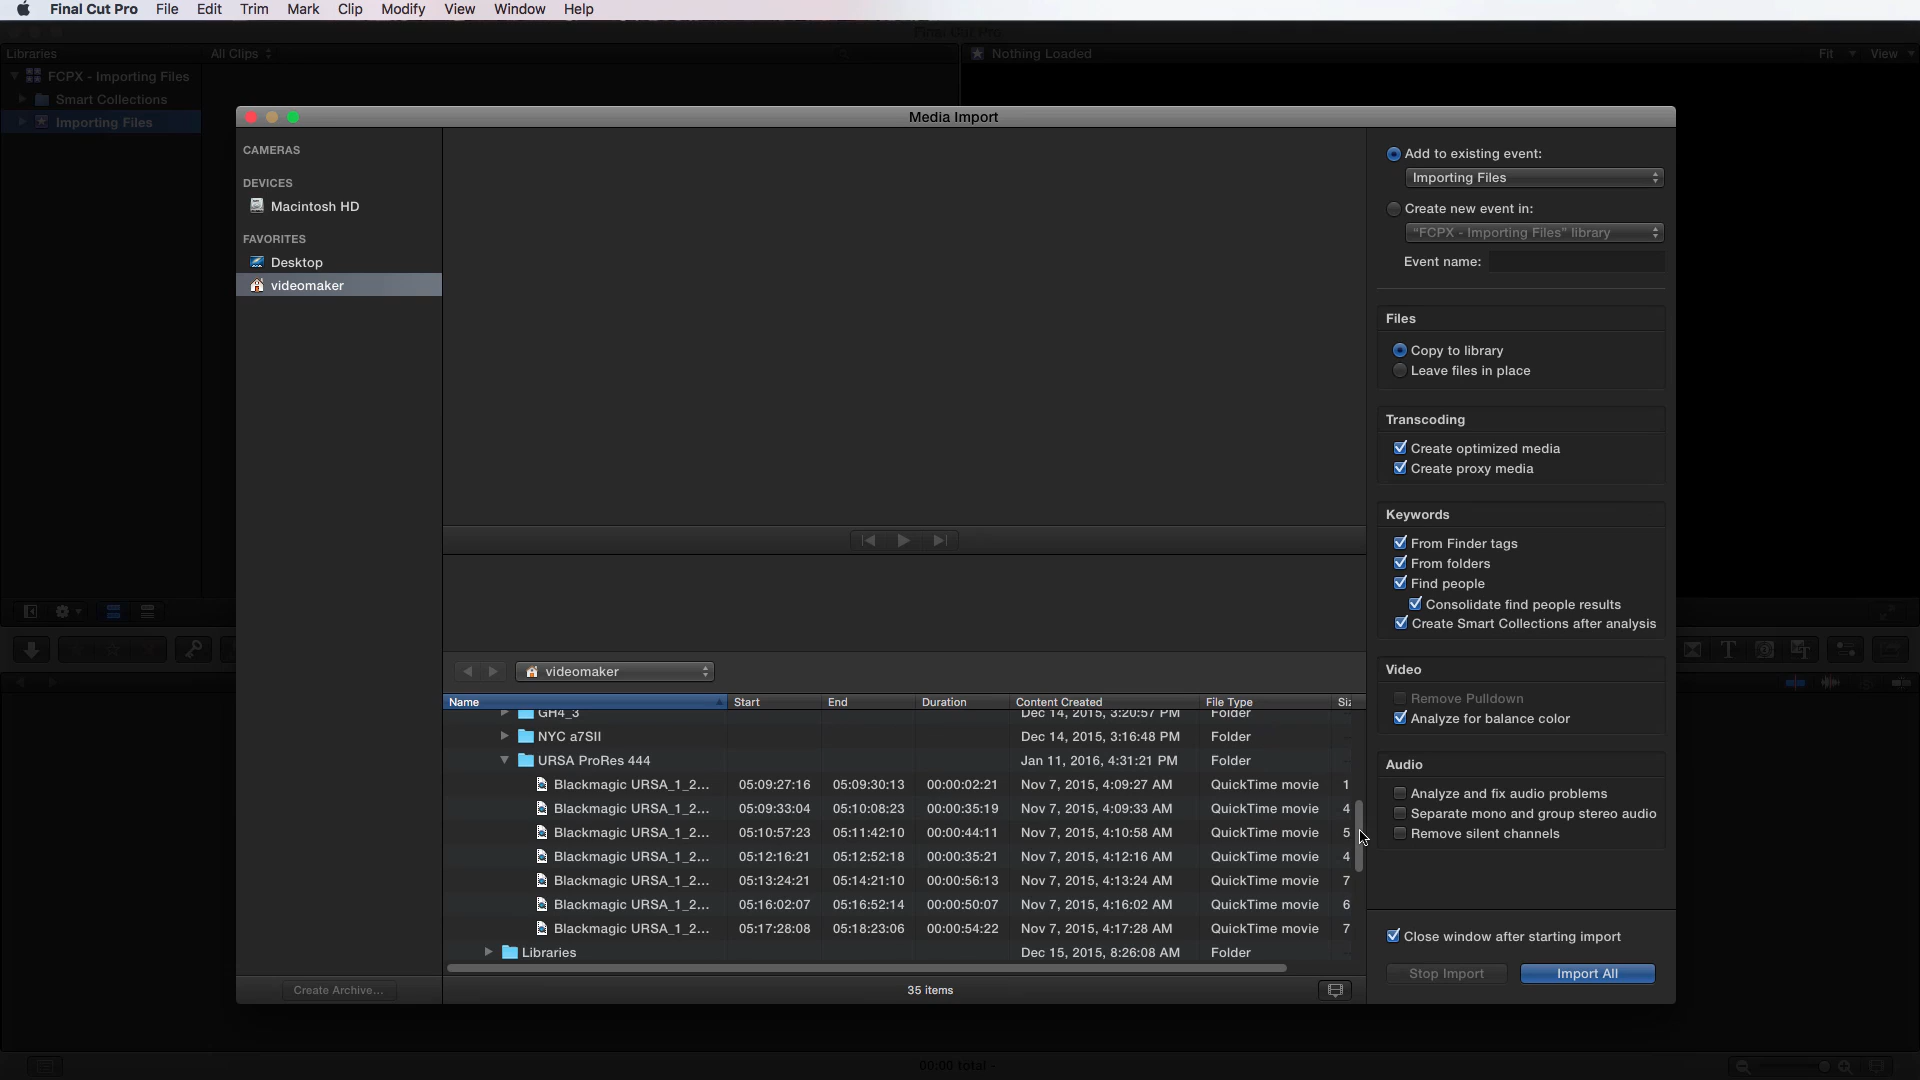 Final Cut Pro File Edit Trim Mark Clip Modify View Window Help
Final Cut Pro
Libraries All Clips Nothing Loaded Fit View
FCPX - Importing Files
Smart Collections
Importing Files
Media Import
CAMERAS
DEVICES
Macintosh HD
FAVORITES
Desktop
videomaker
Add to existing event:
Importing Files
Create new event in:
"FCPX - Importing Files" library
Event name:
Files
Copy to library
Leave files in place
Transcoding
Create optimized media
Create proxy media
Keywords
From Finder tags
From folders
Find people
Consolidate find people results
Create Smart Collections after analysis
Video
Remove Pulldown
Analyze for balance color
Audio
Analyze and fix audio problems
Separate mono and group stereo audio
Remove silent channels
Close window after starting import
Stop Import Import All
videomaker
Name Start End Duration Content Created File Type Siz
GH4_3 Dec 14, 2015, 3:20:57 PM Folder
NYC a7SII Dec 14, 2015, 3:16:48 PM Folder
URSA ProRes 444 Jan 11, 2016, 4:31:21 PM Folder
Blackmagic URSA_1_2... 05:09:27:16 05:09:30:13 00:00:02:21 Nov 7, 2015, 4:09:27 AM QuickTime movie 1
Blackmagic URSA_1_2... 05:09:33:04 05:10:08:23 00:00:35:19 Nov 7, 2015, 4:09:33 AM QuickTime movie 4
Blackmagic URSA_1_2... 05:10:57:23 05:11:42:10 00:00:44:11 Nov 7, 2015, 4:10:58 AM QuickTime movie 5
Blackmagic URSA_1_2... 05:12:16:21 05:12:52:18 00:00:35:21 Nov 7, 2015, 4:12:16 AM QuickTime movie 4
Blackmagic URSA_1_2... 05:13:24:21 05:14:21:10 00:00:56:13 Nov 7, 2015, 4:13:24 AM QuickTime movie 7
Blackmagic URSA_1_2... 05:16:02:07 05:16:52:14 00:00:50:07 Nov 7, 2015, 4:16:02 AM QuickTime movie 6
Blackmagic URSA_1_2... 05:17:28:08 05:18:23:06 00:00:54:22 Nov 7, 2015, 4:17:28 AM QuickTime movie 7
Libraries Dec 15, 2015, 8:26:08 AM Folder
Create Archive... 35 items
00:00 total -